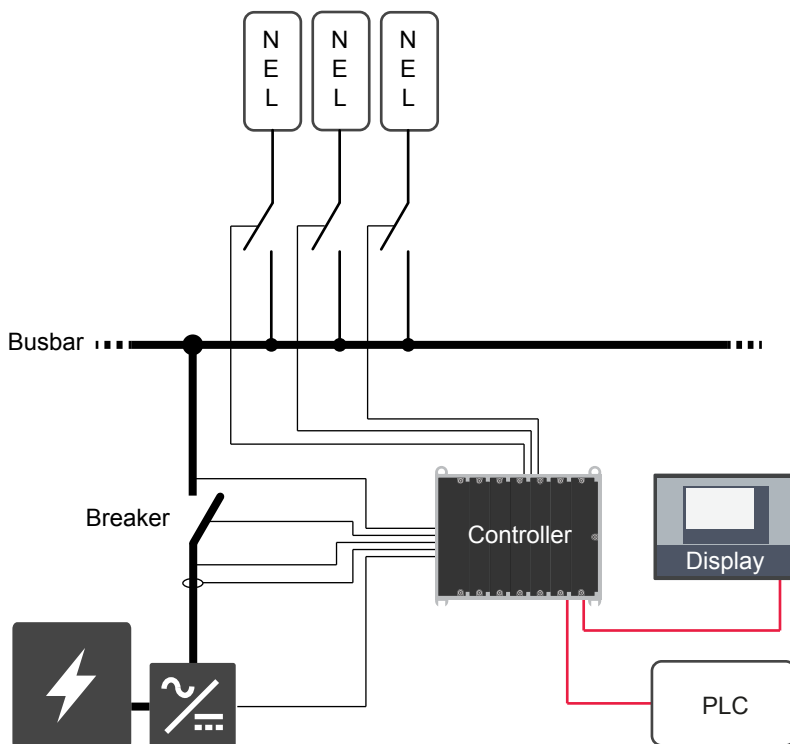 N N N
E E E
L L L
Busbar
Breaker
Controller
Display
PLC